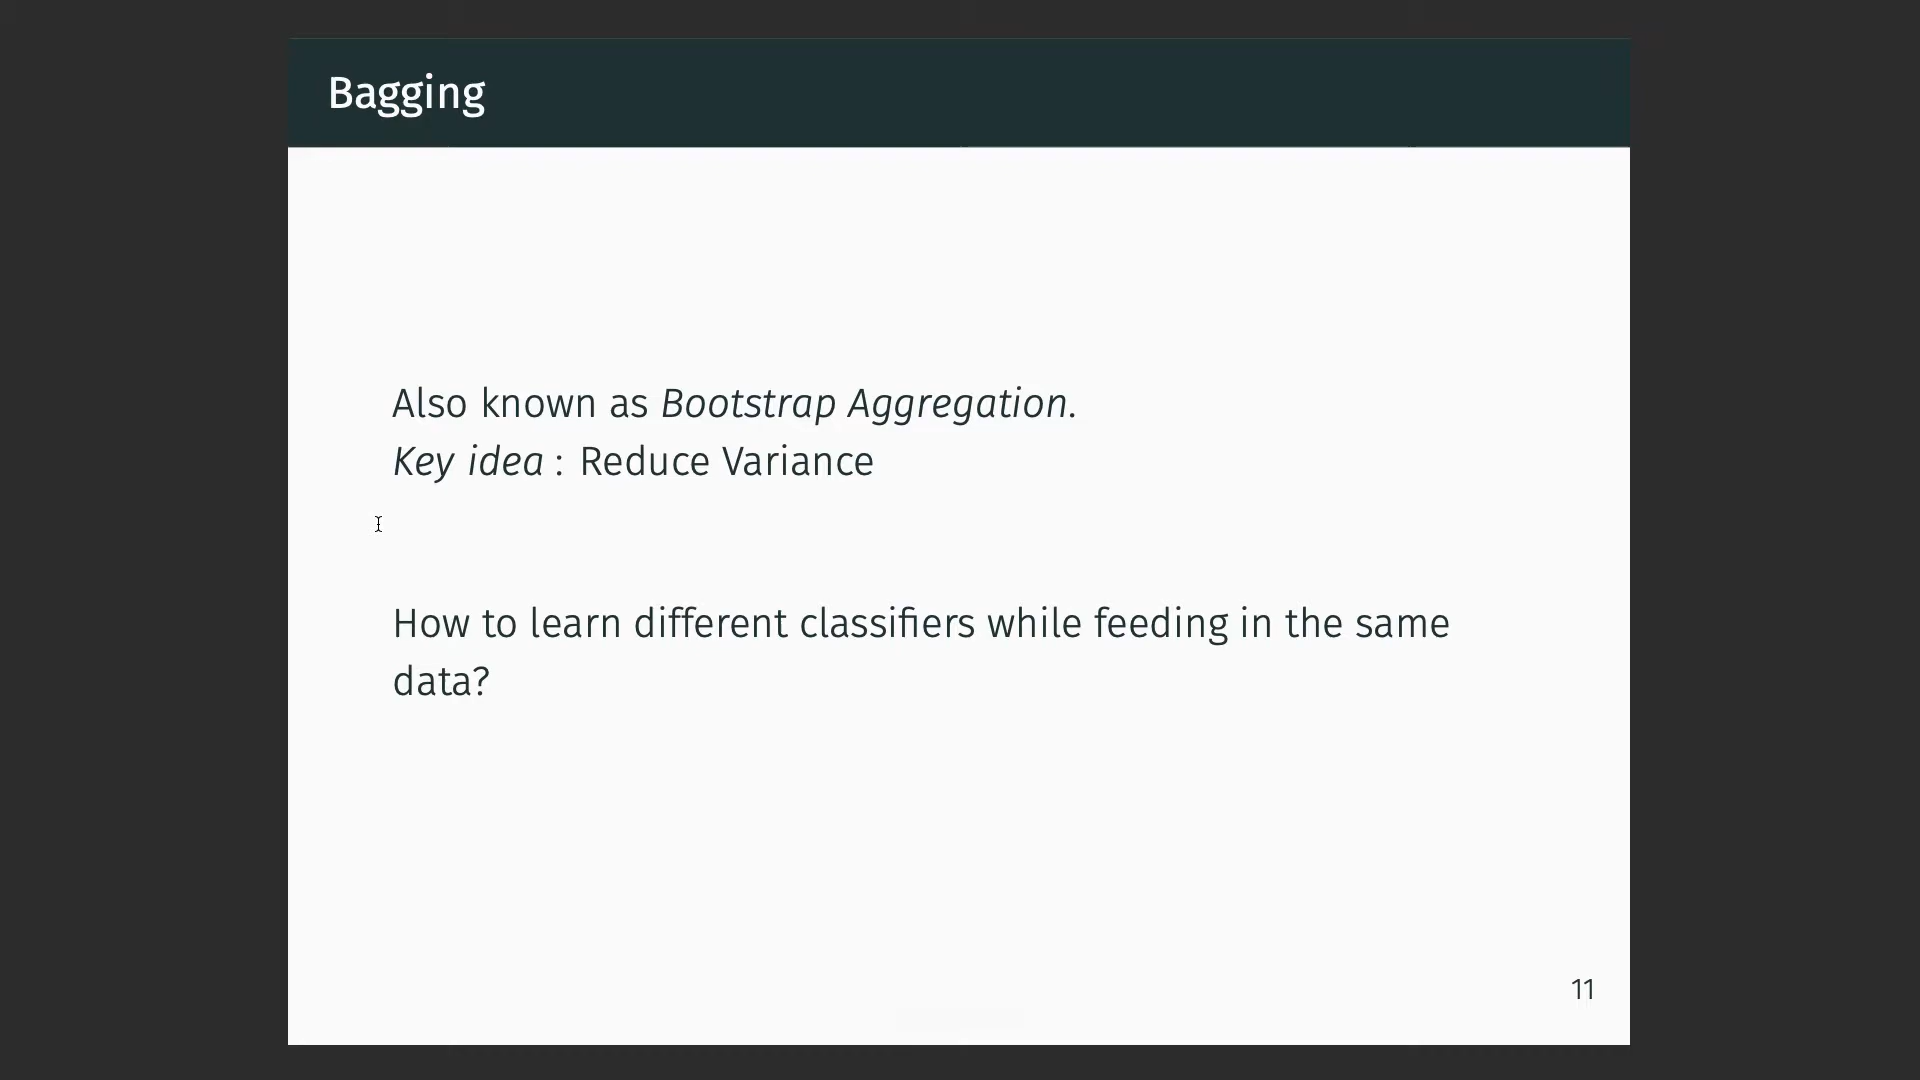 Bagging
Also known as Bootstrap Aggregation.
Key idea : Reduce Variance
How to learn different classifiers while feeding in the same
data?
11